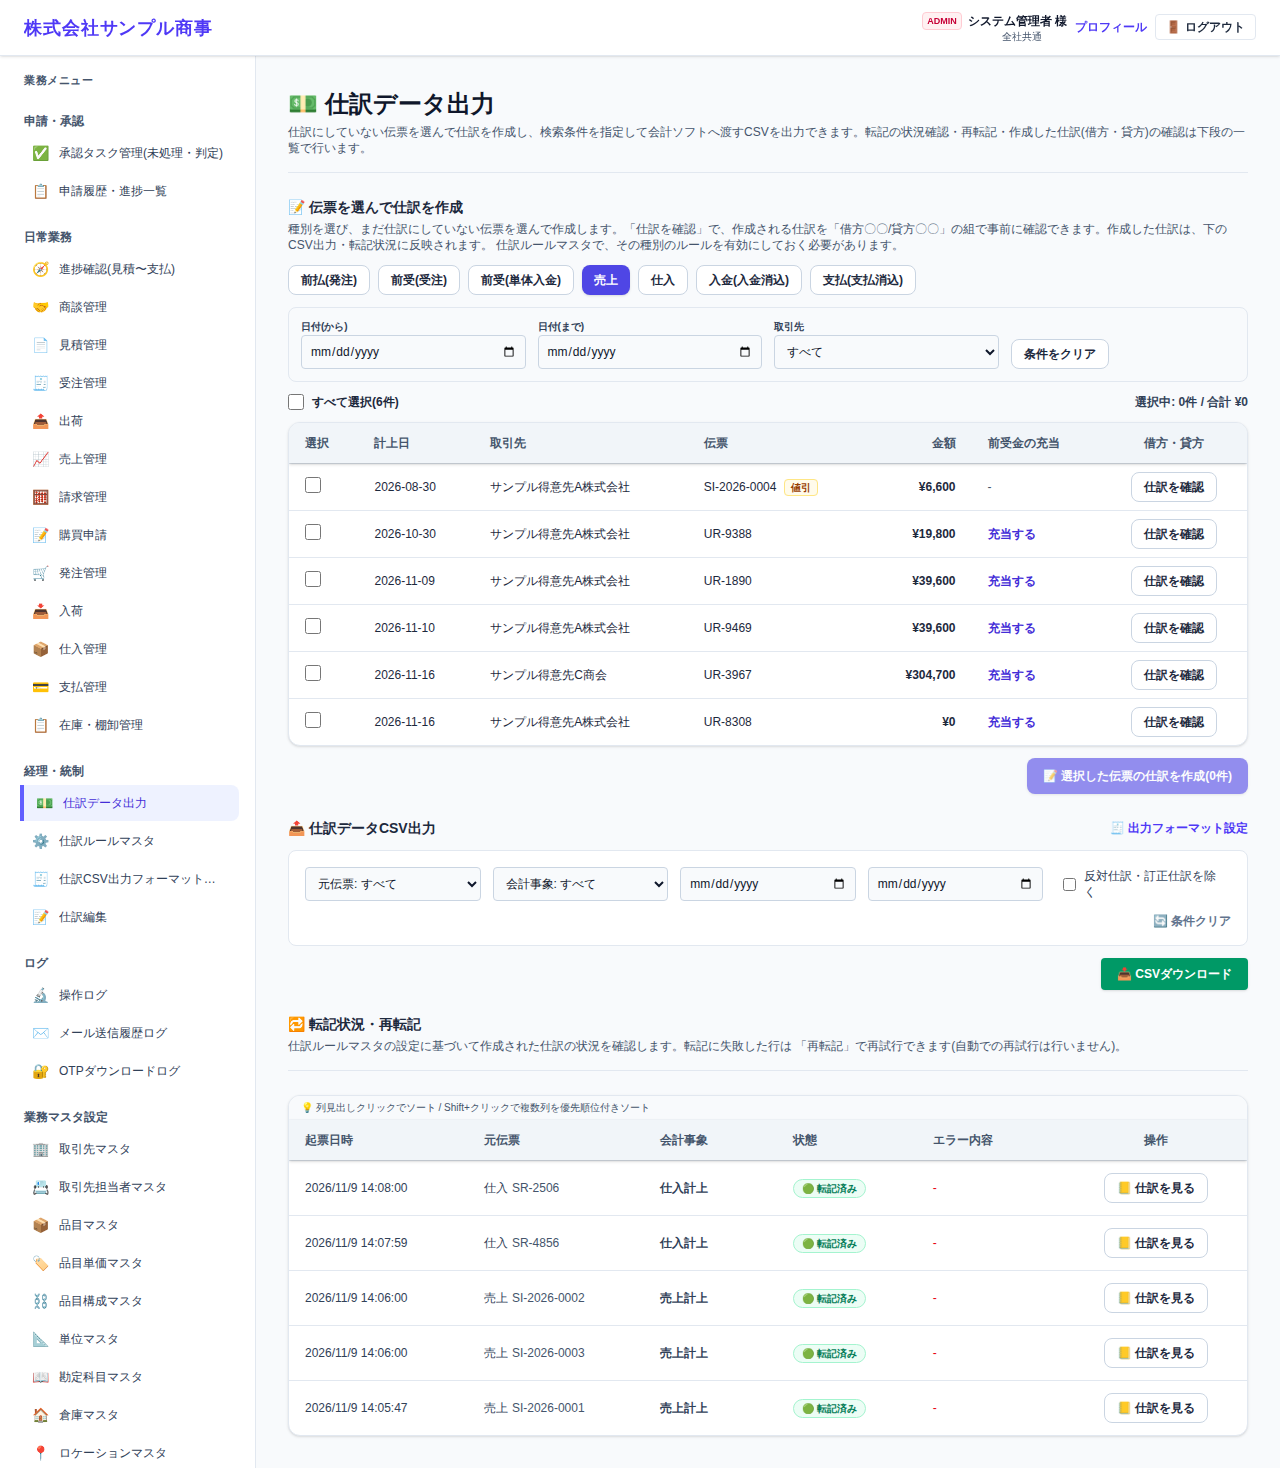 株式会社サンプル商事
ADMIN システム管理者 様
全社共通
プロフィール
🚪 ログアウト
業務メニュー
申請・承認
✅ 承認タスク管理(未処理・判定)
📋 申請履歴・進捗一覧
日常業務
🧭 進捗確認(見積〜支払)
🤝 商談管理
📄 見積管理
🧾 受注管理
📤 出荷
📈 売上管理
🧮 請求管理
📝 購買申請
🛒 発注管理
📥 入荷
📦 仕入管理
💳 支払管理
📋 在庫・棚卸管理
経理・統制
💵 仕訳データ出力
⚙️ 仕訳ルールマスタ
🧾 仕訳CSV出力フォーマット…
📝 仕訳編集
ログ
🔬 操作ログ
✉️ メール送信履歴ログ
🔐 OTPダウンロードログ
業務マスタ設定
🏢 取引先マスタ
📇 取引先担当者マスタ
📦 品目マスタ
🏷️ 品目単価マスタ
⛓️ 品目構成マスタ
📐 単位マスタ
📖 勘定科目マスタ
🏠 倉庫マスタ
📍 ロケーションマスタ
💵 仕訳データ出力
仕訳にしていない伝票を選んで仕訳を作成し、検索条件を指定して会計ソフトへ渡すCSVを出力できます。転記の状況確認・再転記・作成した仕訳(借方・貸方)の確認は下段の一
覧で行います。
📝 伝票を選んで仕訳を作成
種別を選び、まだ仕訳にしていない伝票を選んで作成します。「仕訳を確認」で、作成される仕訳を「借方〇〇/貸方〇〇」の組で事前に確認できます。作成した仕訳は、下の
CSV出力・転記状況に反映されます。 仕訳ルールマスタで、その種別のルールを有効にしておく必要があります。
前払(発注) 前受(受注) 前受(単体入金) 売上 仕入 入金(入金消込) 支払(支払消込)
日付(から) 日付(まで) 取引先
mm/dd/yyyy mm/dd/yyyy すべて 条件をクリア
すべて選択(6件) 選択中: 0件 / 合計 ¥0
選択 計上日 取引先 伝票 金額 前受金の充当 借方・貸方
2026-08-30 サンプル得意先A株式会社 SI-2026-0004 値引 ¥6,600 - 仕訳を確認
2026-10-30 サンプル得意先A株式会社 UR-9388 ¥19,800 充当する 仕訳を確認
2026-11-09 サンプル得意先A株式会社 UR-1890 ¥39,600 充当する 仕訳を確認
2026-11-10 サンプル得意先A株式会社 UR-9469 ¥39,600 充当する 仕訳を確認
2026-11-16 サンプル得意先C商会 UR-3967 ¥304,700 充当する 仕訳を確認
2026-11-16 サンプル得意先A株式会社 UR-8308 ¥0 充当する 仕訳を確認
📝 選択した伝票の仕訳を作成(0件)
📤 仕訳データCSV出力 🧾 出力フォーマット設定
元伝票: すべて 会計事象: すべて mm/dd/yyyy mm/dd/yyyy 反対仕訳・訂正仕訳を除
く
🔄 条件クリア
📥 CSVダウンロード
🔁 転記状況・再転記
仕訳ルールマスタの設定に基づいて作成された仕訳の状況を確認します。転記に失敗した行は 「再転記」で再試行できます(自動での再試行は行いません)。
💡 列見出しクリックでソート / Shift+クリックで複数列を優先順位付きソート
起票日時 元伝票 会計事象 状態 エラー内容 操作
2026/11/9 14:08:00 仕入 SR-2506 仕入計上 🟢 転記済み - 📒 仕訳を見る
2026/11/9 14:07:59 仕入 SR-4856 仕入計上 🟢 転記済み - 📒 仕訳を見る
2026/11/9 14:06:00 売上 SI-2026-0002 売上計上 🟢 転記済み - 📒 仕訳を見る
2026/11/9 14:06:00 売上 SI-2026-0003 売上計上 🟢 転記済み - 📒 仕訳を見る
2026/11/9 14:05:47 売上 SI-2026-0001 売上計上 🟢 転記済み - 📒 仕訳を見る